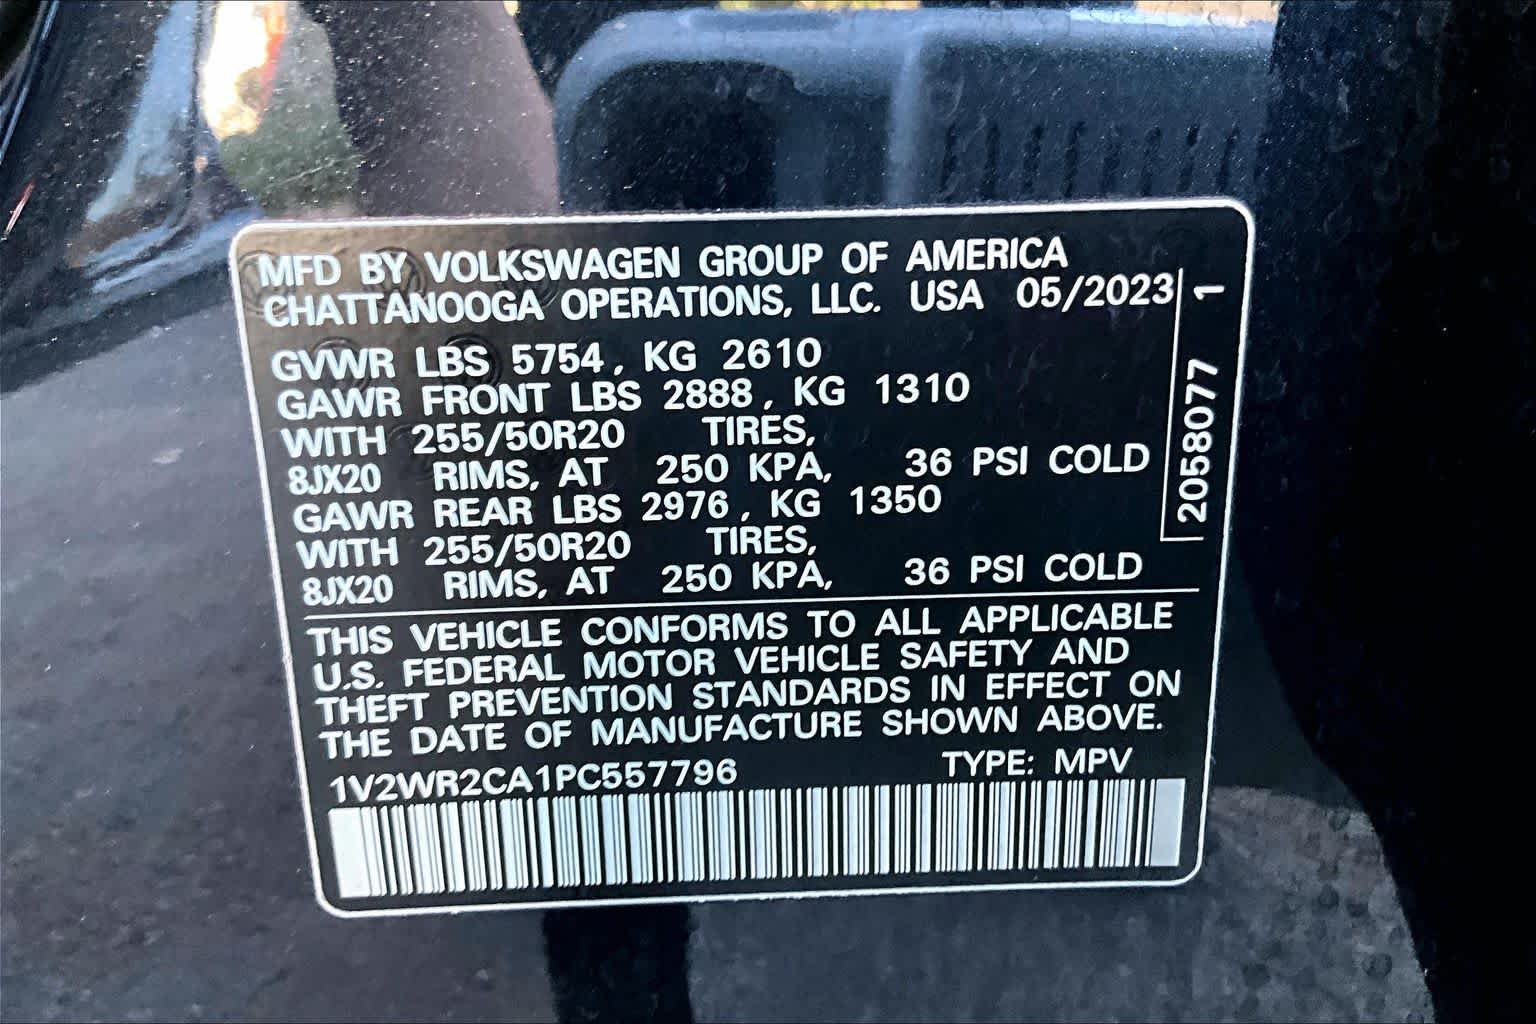 MFD BY VOLKSWAGEN GROUP OF AMERICA
CHATTANOOGA OPERATIONS, LLC. USA 05/2023
GVWR LBS 5754, KG 2610
GAWR FRONT LBS 2888, KG 1310
WITH 255/50R20 TIRES,
8JX20 RIMS, AT 250 KPA, 36 PSI COLD
GAWR REAR LBS 2976, KG 1350
WITH 255/50R20 TIRES,
8JX20 RIMS, AT 250 KPA, 36 PSI COLD
THIS VEHICLE CONFORMS TO ALL APPLICABLE
U.S. FEDERAL MOTOR VEHICLE SAFETY AND
THEFT PREVENTION STANDARDS IN EFFECT ON
THE DATE OF MANUFACTURE SHOWN ABOVE.
1V2WR2CA1PC557796 TYPE: MPV
2058077 1